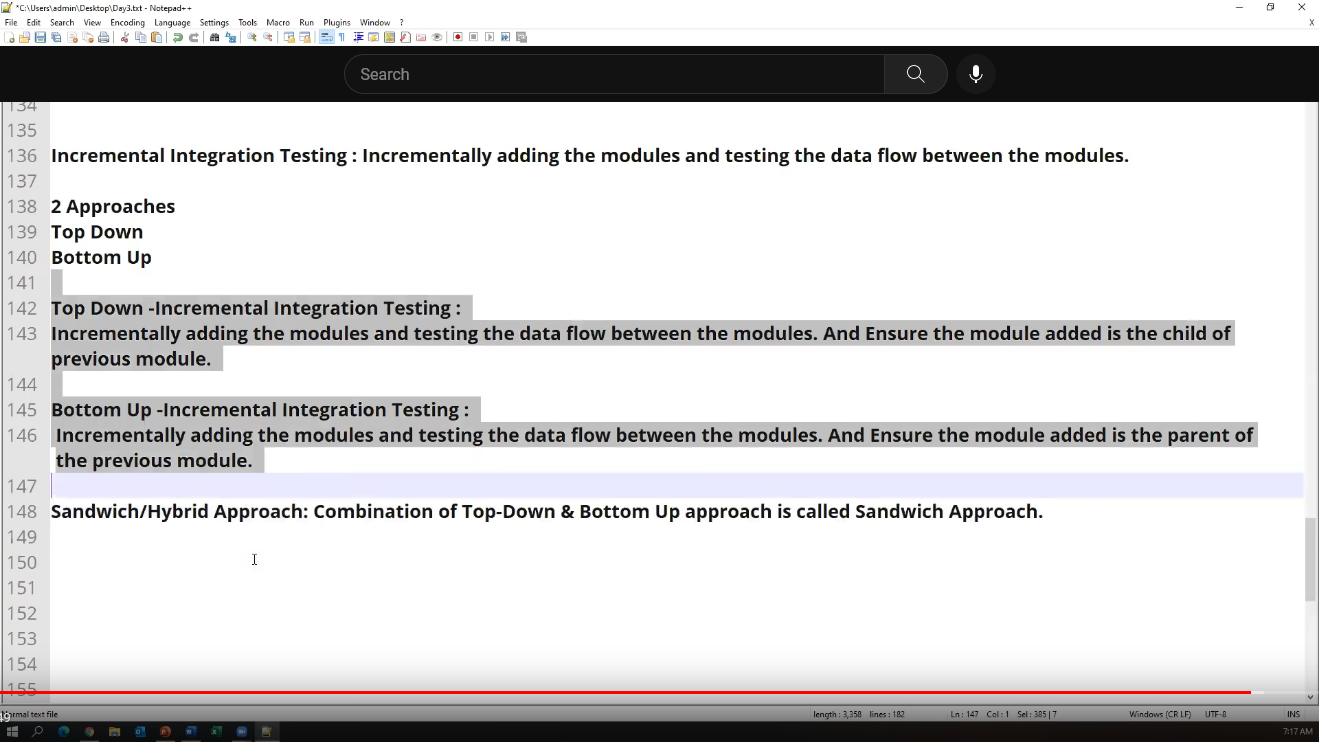 *C:\Users\admin\Desktop\Day3.txt - Notepad++
File Edit Search View Encoding Language Settings Tools Macro Run Plugins Window ?
X
Search
134
135
136 Incremental Integration Testing : Incrementally adding the modules and testing the data flow between the modules.
137
138 2 Approaches
139 Top Down
140 Bottom Up
141
142 Top Down -Incremental Integration Testing :
143 Incrementally adding the modules and testing the data flow between the modules. And Ensure the module added is the child of
previous module.
144
145 Bottom Up -Incremental Integration Testing :
146 Incrementally adding the modules and testing the data flow between the modules. And Ensure the module added is the parent of
the previous module.
147
148 Sandwich/Hybrid Approach: Combination of Top-Down & Bottom Up approach is called Sandwich Approach.
149
150
151
152
153
154
155
text file length : 3,358 lines : 182 Ln : 147 Col : 1 Sel : 385 | 7 Windows (CR LF) UTF-8 INS
7:17 AM